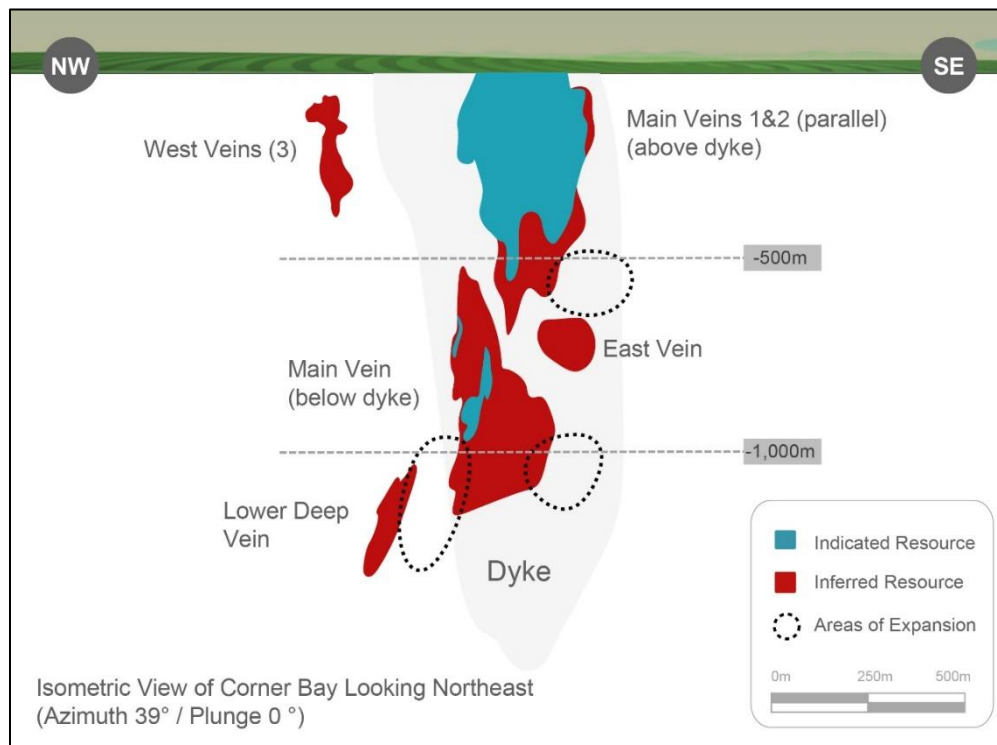 NW
SE
West Veins (3)
Main Veins 1&2 (parallel)
(above dyke)
-500m
East Vein
Main Vein
(below dyke)
-1,000m
Lower Deep
Vein
Dyke
Indicated Resource
Inferred Resource
Areas of Expansion
0m 250m 500m
Isometric View of Corner Bay Looking Northeast
(Azimuth 39° / Plunge 0 °)